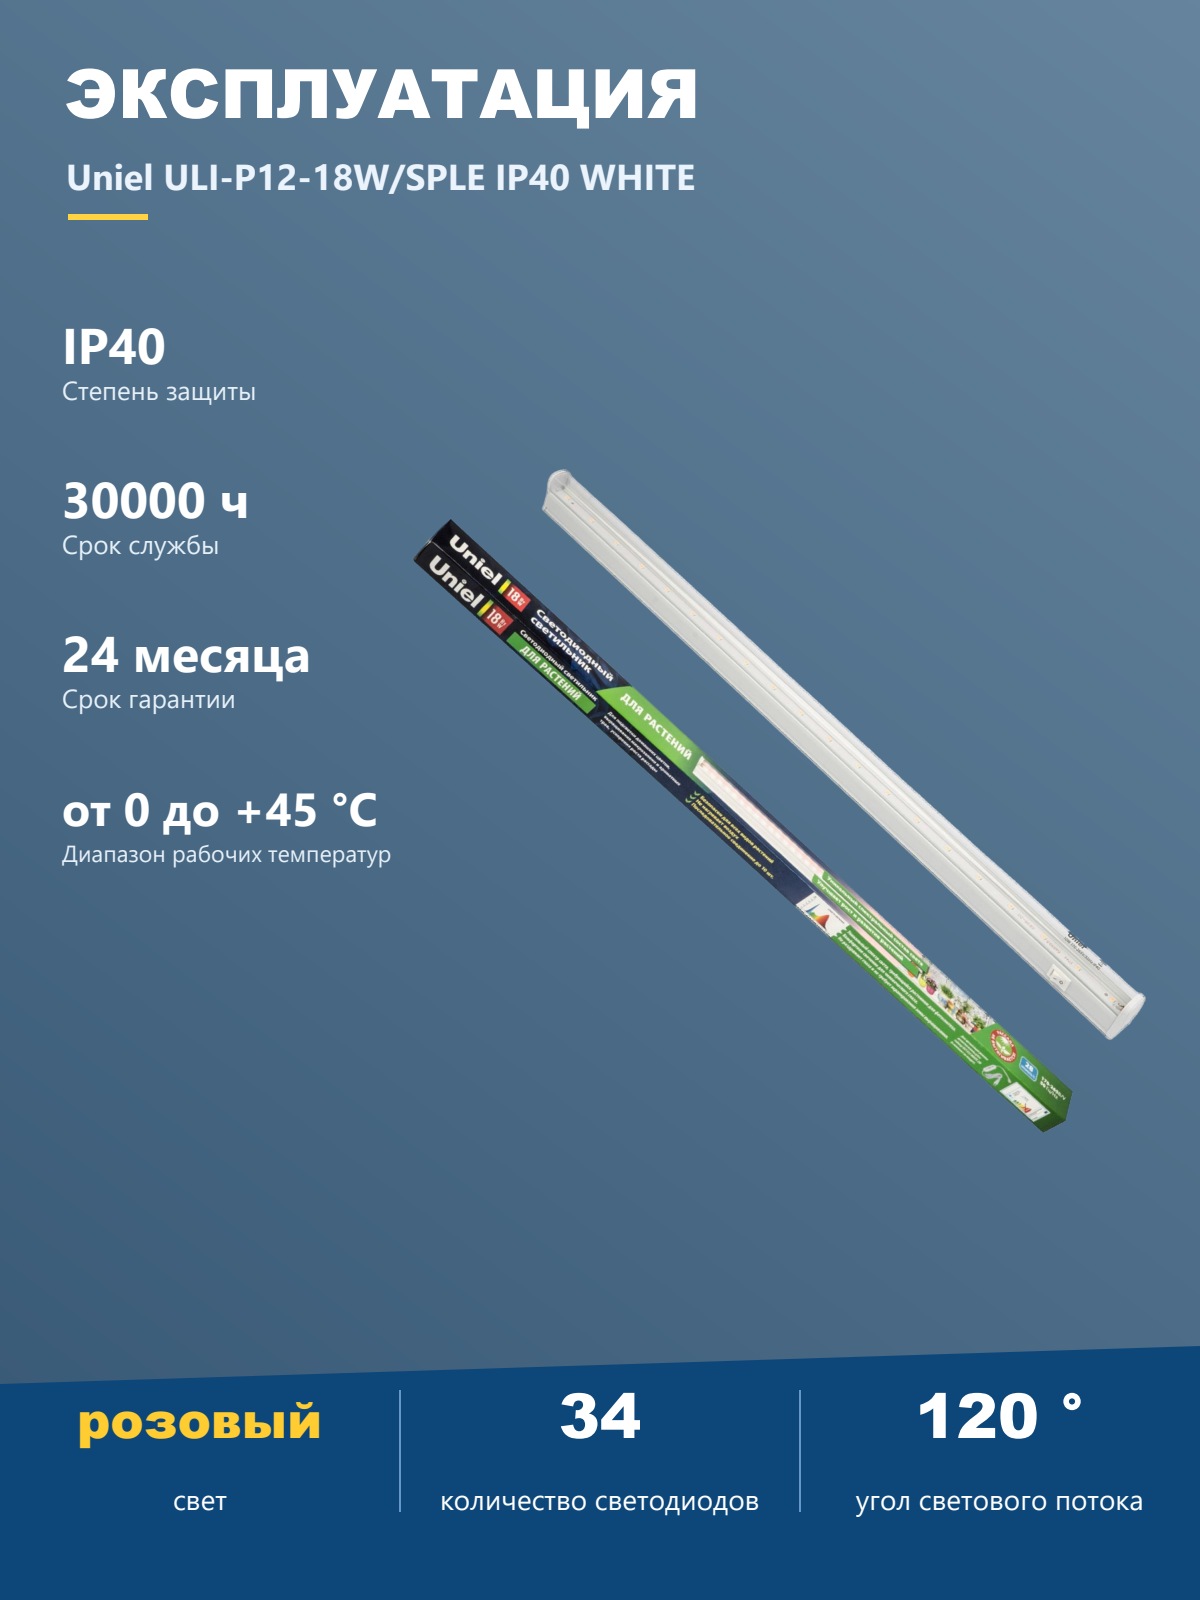 ЭКСПЛУАТАЦИЯ
Uniel ULI-P12-18W/SPLE IP40 WHITE
IP40
Степень защиты
30000 ч
Срок службы
24 месяца
Срок гарантии
от 0 до +45 °C
Диапазон рабочих температур
Uniel
18
Светодиодный
светильник
ДЛЯ РАСТЕНИЙ
Uniel
18
Светодиодный светильник
ДЛЯ РАСТЕНИЙ
розовый
свет
34
количество светодиодов
120 °
угол светового потока